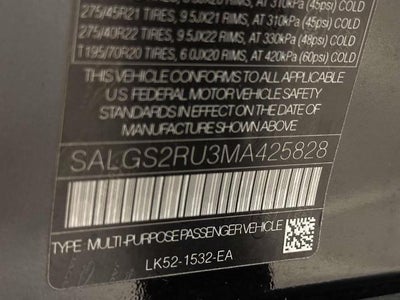 275/45R21 TIRES, 9.5JX21 RIMS, AT 310kPa (45psi) COLD
275/40R22 TIRES, 9.5JX22 RIMS, AT 330kPa (48psi) COLD
T195/70R20 TIRES, 6.0JX20 RIMS, AT 420kPa (60psi) COLD
THIS VEHICLE CONFORMS TO ALL APPLICABLE
U.S. FEDERAL MOTOR VEHICLE SAFETY
STANDARDS IN EFFECT ON THE DATE OF
MANUFACTURE SHOWN ABOVE.
SALGS2RU3MA425828
TYPE MULTI-PURPOSE PASSENGER VEHICLE
LK52-1532-EA